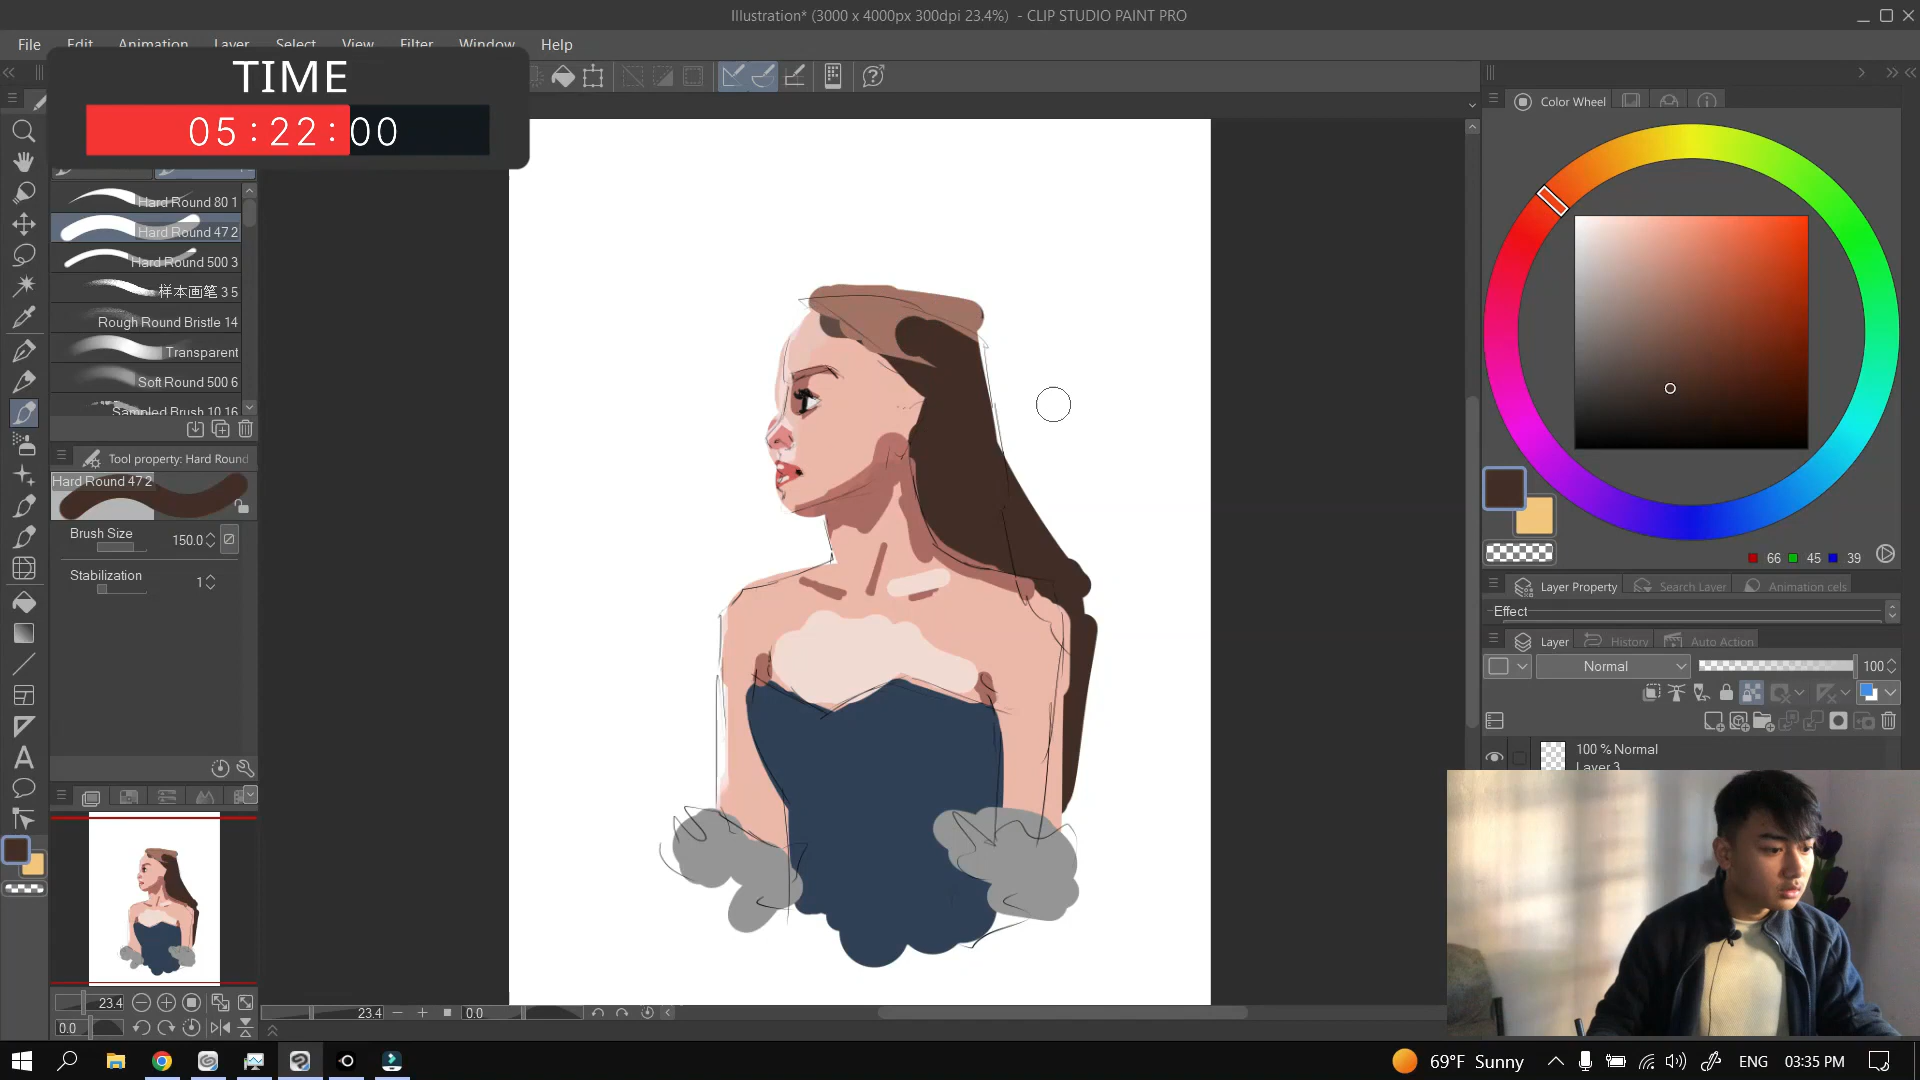 Illustration* (3000 x 4000px 300dpi 23.4%)  - CLIP STUDIO PAINT PRO
File Edit Animation Layer Select View Filter Window Help
TIME
05:22:00
Hard Round 80 1
Hard Round 47 2
Hard Round 500 3
样本画笔 3 5
Rough Round Bristle 14
Transparent
Soft Round 500 6
Sampled Brush 10 16
Tool property: Hard Round
Hard Round 47 2
Brush Size 150.0
Stabilization 1
23.4
0.0
23.4 0.0
Color Wheel
66 45 39
Layer Property Search Layer Animation cels
Effect
Layer History Auto Action
Normal 100
100 % Normal
Layer 3
69°F Sunny
ENG 03:35 PM